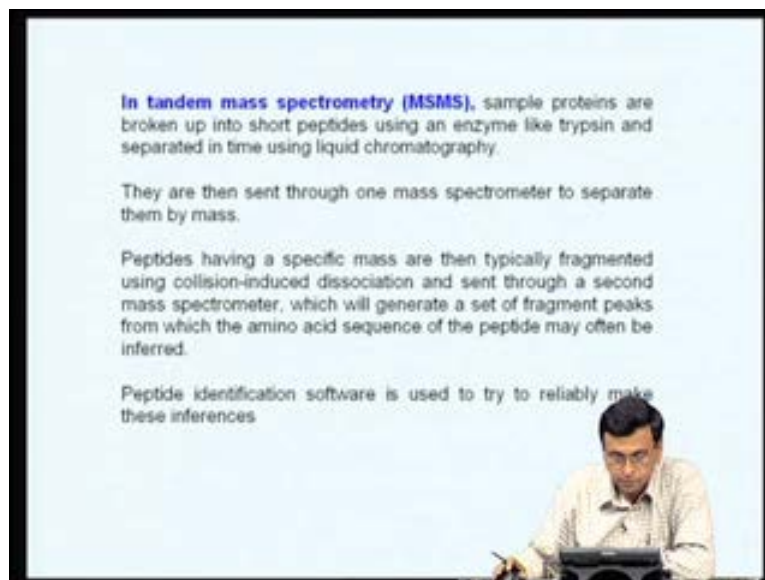 In tandem mass spectrometry (MSMS), sample proteins are
broken up into short peptides using an enzyme like trypsin and
separated in time using liquid chromatography.
They are then sent through one mass spectrometer to separate
them by mass.
Peptides having a specific mass are then typically fragmented
using collision-induced dissociation and sent through a second
mass spectrometer, which will generate a set of fragment peaks
from which the amino acid sequence of the peptide may often be
inferred.
Peptide identification software is used to try to reliably make
these inferences